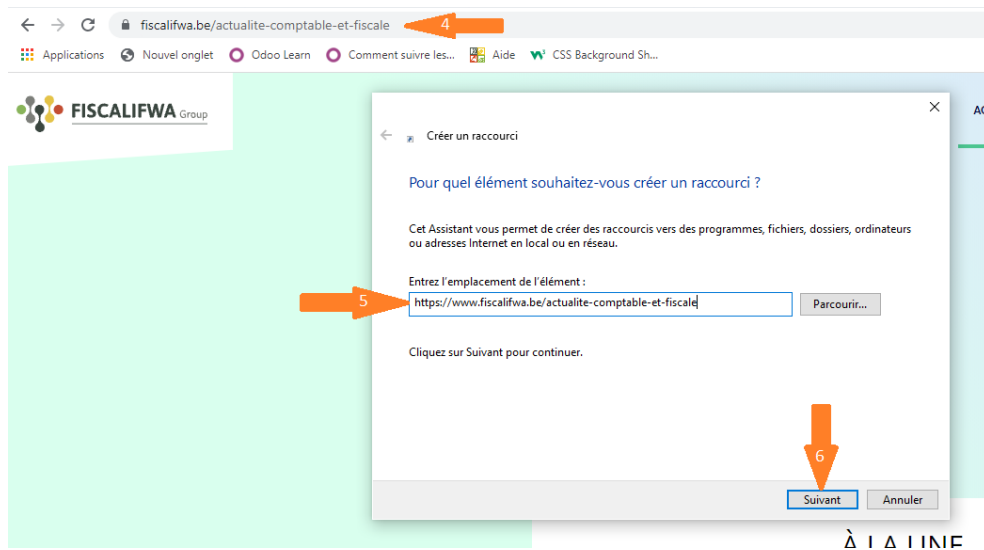 fiscalifwa.be/actualite-comptable-et-fiscale
4
Applications Nouvel onglet Odoo Learn Comment suivre les... Aide CSS Background Sh...
FISCALIFWA Group
Créer un raccourci
Pour quel élément souhaitez-vous créer un raccourci ?
Cet Assistant vous permet de créer des raccourcis vers des programmes, fichiers, dossiers, ordinateurs
ou adresses Internet en local ou en réseau.
Entrez l'emplacement de l'élément :
5
https://www.fiscalifwa.be/actualite-comptable-et-fiscale
Parcourir...
Cliquez sur Suivant pour continuer.
6
Suivant Annuler
À LA UNE